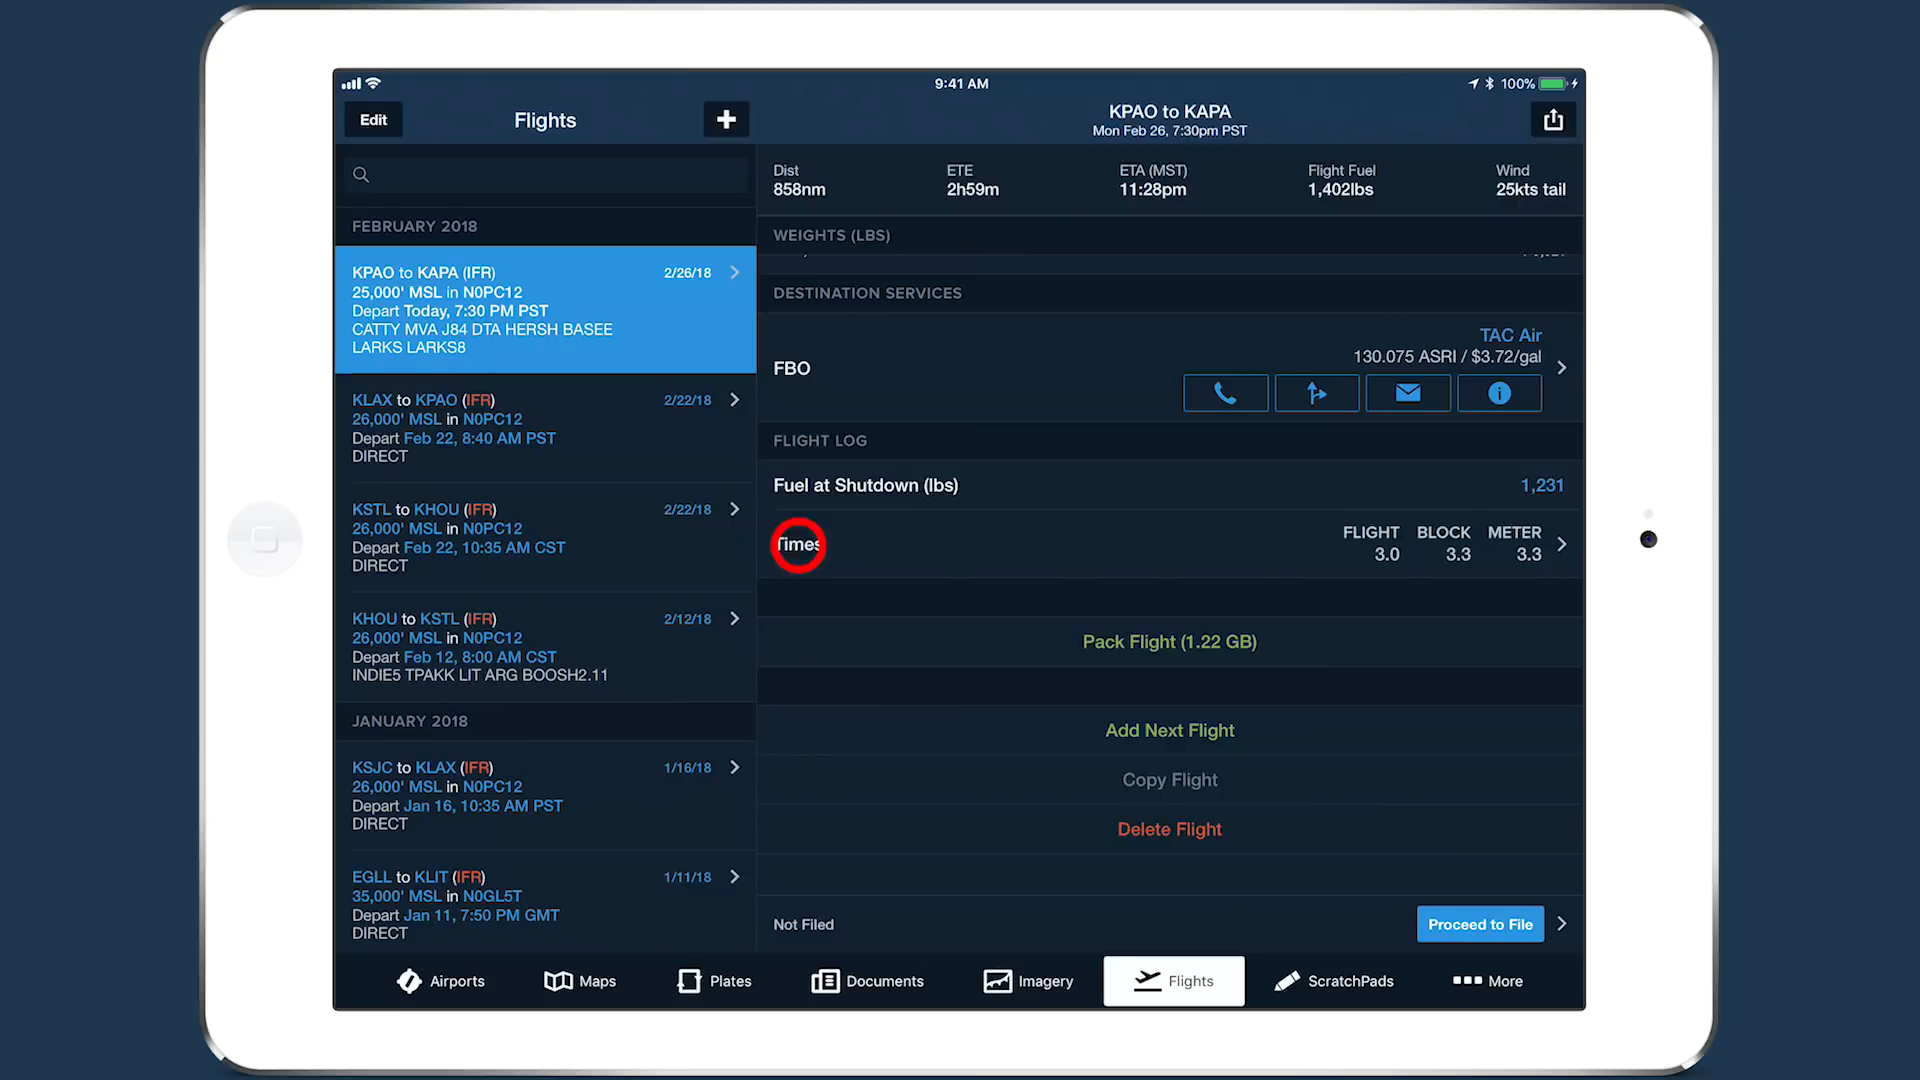 9:41 AM
100%
Edit
Flights
KPAO to KAPA
Mon Feb 26, 7:30pm PST
Dist
858nm
ETE
2h59m
ETA (MST)
11:28pm
Flight Fuel
1,402lbs
Wind
25kts tail
FEBRUARY 2018
KPAO to KAPA (IFR)
2/26/18
25,000' MSL in N0PC12
Depart Today, 7:30 PM PST
CATTY MVA J84 DTA HERSH BASEE
LARKS LARKS8
KLAX to KPAO (IFR)
2/22/18
26,000' MSL in N0PC12
Depart Feb 22, 8:40 AM PST
DIRECT
KSTL to KHOU (IFR)
2/22/18
26,000' MSL in N0PC12
Depart Feb 22, 10:35 AM CST
DIRECT
KHOU to KSTL (IFR)
2/12/18
26,000' MSL in N0PC12
Depart Feb 12, 8:00 AM CST
INDIE5 TPAKK LIT ARG BOOSH2.11
JANUARY 2018
KSJC to KLAX (IFR)
1/16/18
26,000' MSL in N0PC12
Depart Jan 16, 10:35 AM PST
DIRECT
EGLL to KLIT (IFR)
1/11/18
35,000' MSL in N0GL5T
Depart Jan 11, 7:50 PM GMT
DIRECT
WEIGHTS (LBS)
DESTINATION SERVICES
FBO
TAC Air
130.075 ASRI / $3.72/gal
FLIGHT LOG
Fuel at Shutdown (lbs)
1,231
Times
FLIGHT BLOCK METER
3.0 3.3 3.3
Pack Flight (1.22 GB)
Add Next Flight
Copy Flight
Delete Flight
Not Filed
Proceed to File
Airports
Maps
Plates
Documents
Imagery
Flights
ScratchPads
More